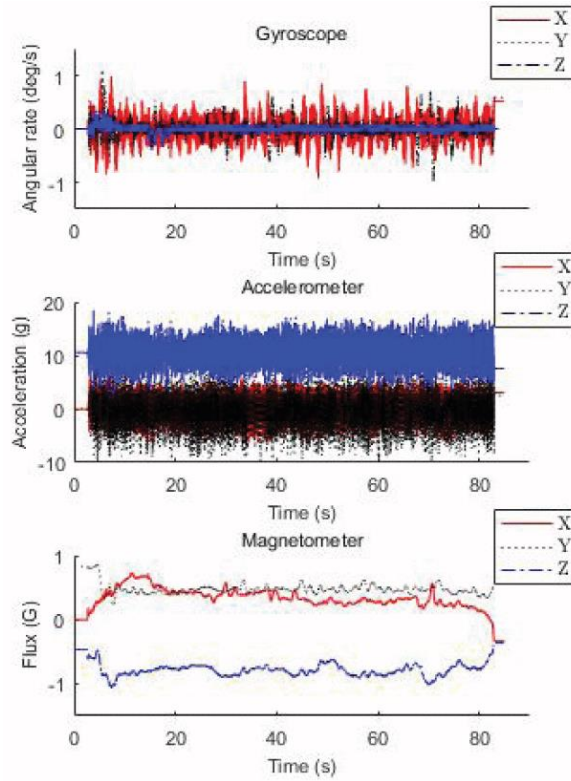 Gyroscope
X
Y
Z
Angular rate (deg/s)
1
0
-1
0 20 40 60 80
Time (s)
Accelerometer
X
Y
Z
Acceleration (g)
20
10
0
-10
0 20 40 60 80
Time (s)
Magnetometer
X
Y
Z
Flux (G)
1
0
-1
0 20 40 60 80
Time (s)